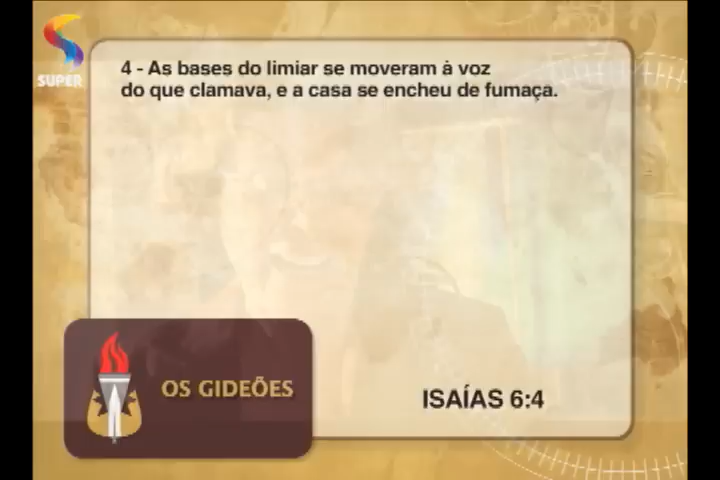 SUPER
4 - As bases do limiar se moveram à voz
do que clamava, e a casa se encheu de fumaça.
OS GIDEÕES
ISAÍAS 6:4